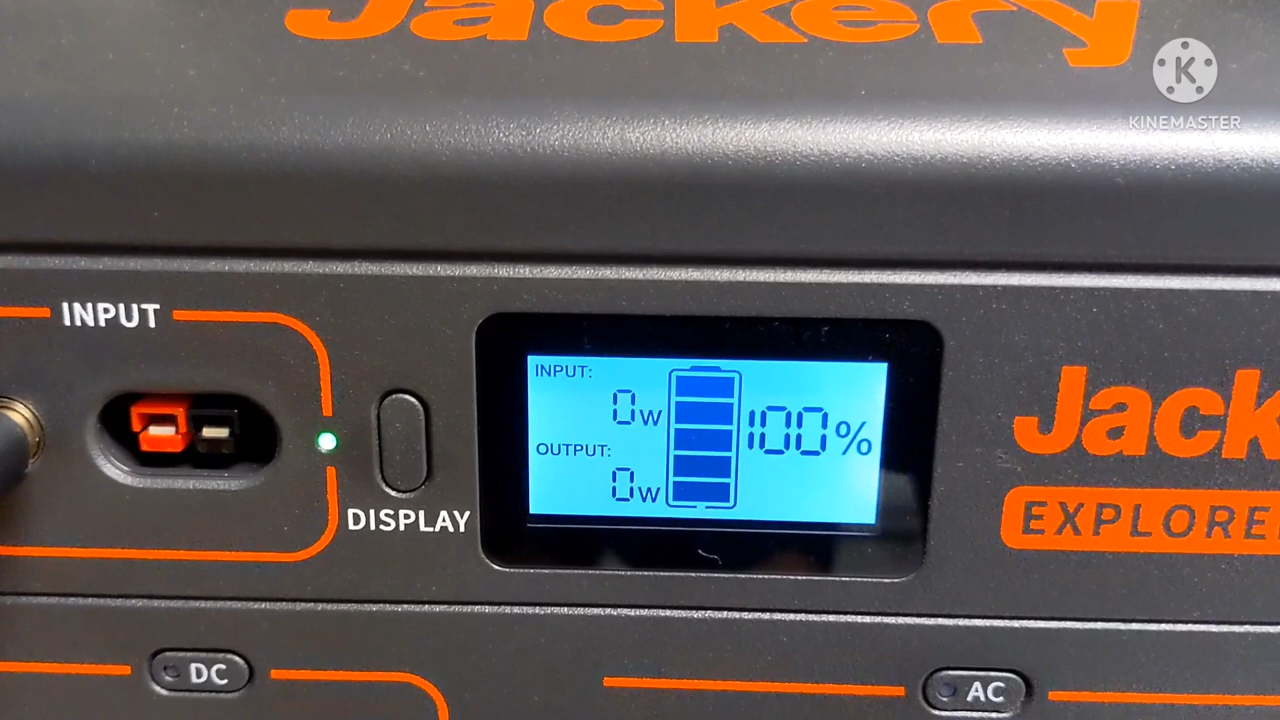 Jackery
K
KINEMASTER
INPUT
DISPLAY
INPUT:
0w
OUTPUT:
0w
100%
Jack
EXPLORE
DC
AC